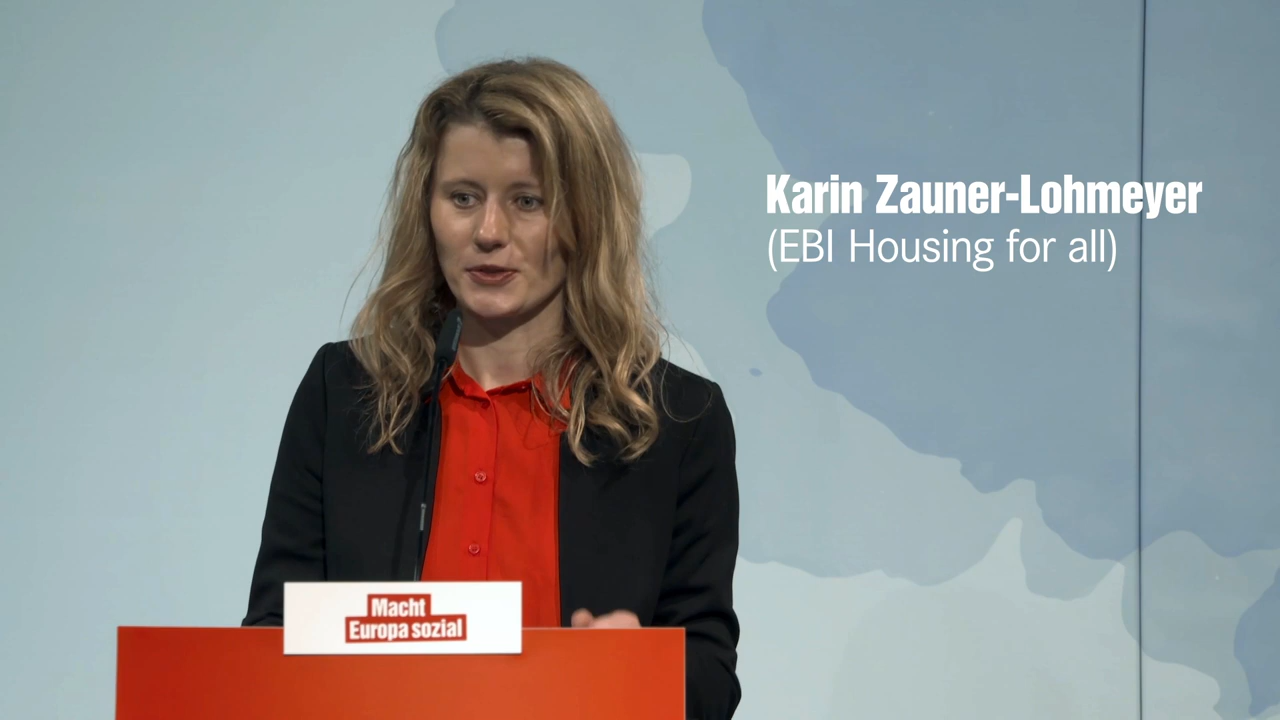 Karin Zauner-Lohmeyer
(EBI Housing for all)
Macht
Europa sozial